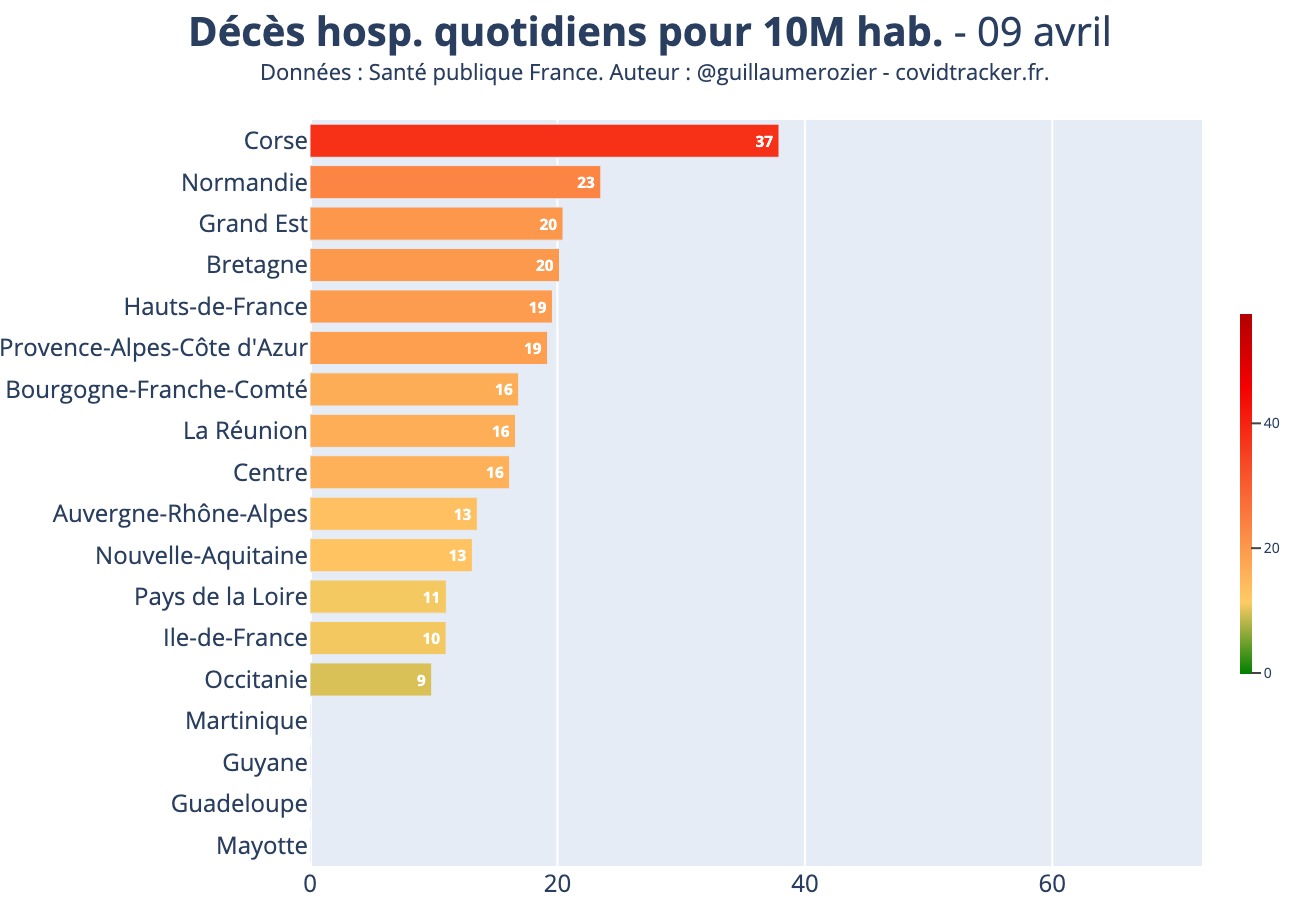 Décès hosp. quotidiens pour 10M hab. - 09 avril
Données : Santé publique France. Auteur : @guillaumerozier - covidtracker.fr.
Corse 37
Normandie 23
Grand Est 20
Bretagne 20
Hauts-de-France 19
Provence-Alpes-Côte d'Azur 19
Bourgogne-Franche-Comté 16
La Réunion 16
Centre 16
Auvergne-Rhône-Alpes 13
Nouvelle-Aquitaine 13
Pays de la Loire 11
Ile-de-France 10
Occitanie 9
Martinique
Guyane
Guadeloupe
Mayotte
0 20 40 60
40
20
0